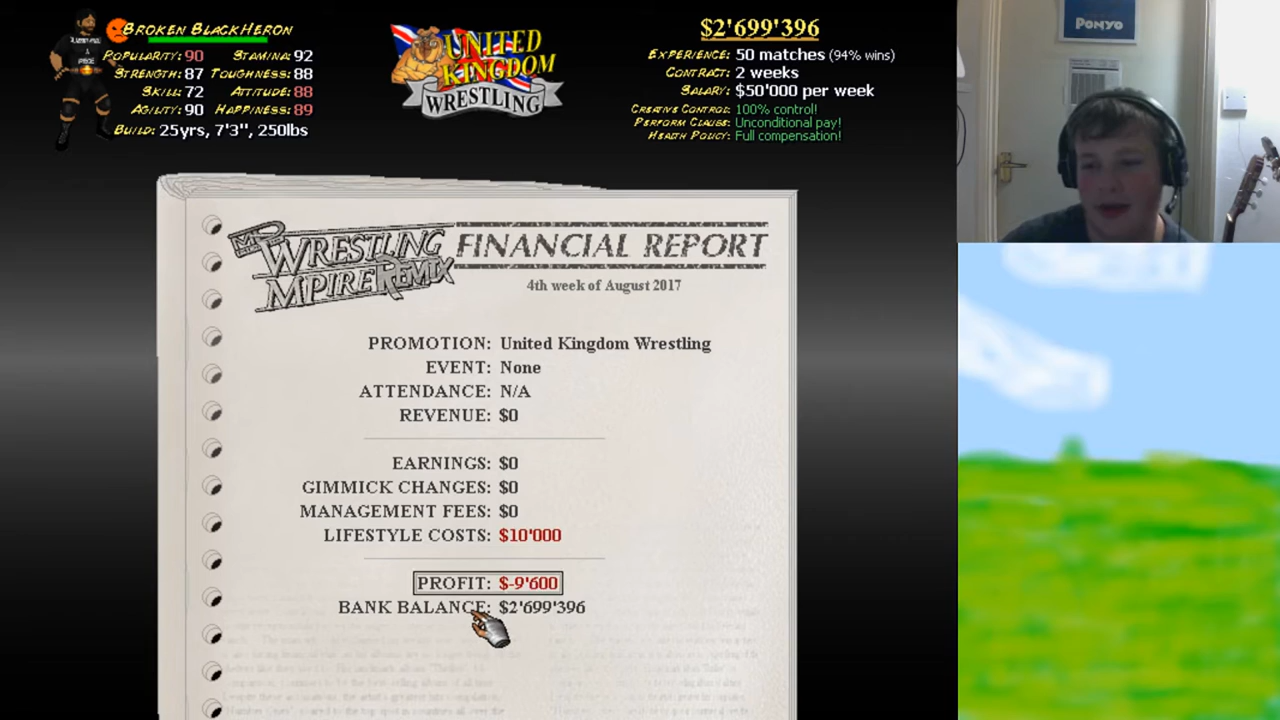 BROKEN BLACKHERON
POPULARITY: 90 STAMINA: 92
STRENGTH: 87 TOUGHNESS: 88
SKILL: 72 ATTITUDE: 88
AGILITY: 90 HAPPINESS: 89
BUILD: 25yrs, 7'3", 250lbs
UNITED
KINGDOM
WRESTLING
$2'699'396
EXPERIENCE: 50 matches (94% wins)
CONTRACT: 2 weeks
SALARY: $50'000 per week
CREATIVE CONTROL: 100% control!
PERFORM CLAUSE: Unconditional pay!
HEALTH POLICY: Full compensation!
PONYO
WRESTLING
MPIRE REMIX
FINANCIAL REPORT
4th week of August 2017
PROMOTION: United Kingdom Wrestling
EVENT: None
ATTENDANCE: N/A
REVENUE: $0
EARNINGS: $0
GIMMICK CHANGES: $0
MANAGEMENT FEES: $0
LIFESTYLE COSTS: $10'000
PROFIT: $-9'600
BANK BALANCE: $2'699'396